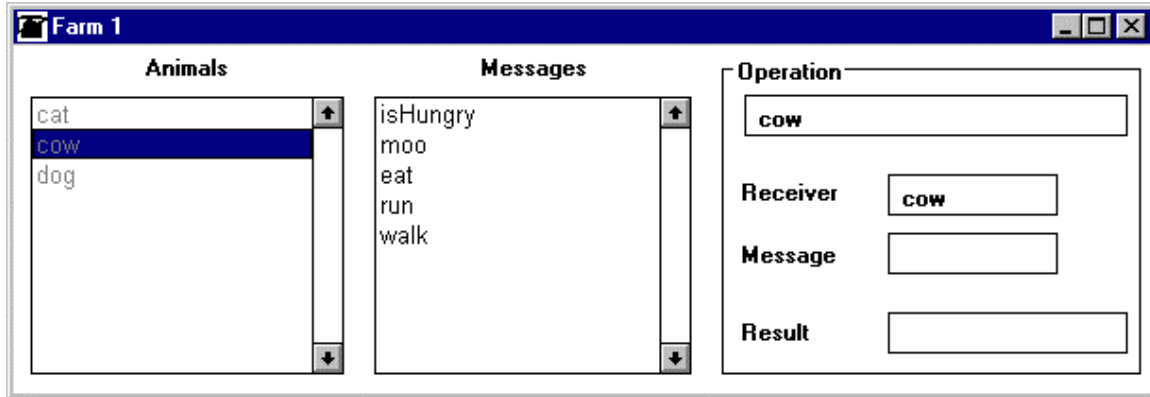 Farm 1
Animals
cat
cow
dog
Messages
isHungry
moo
eat
run
walk
Operation
cow
Receiver
cow
Message
Result